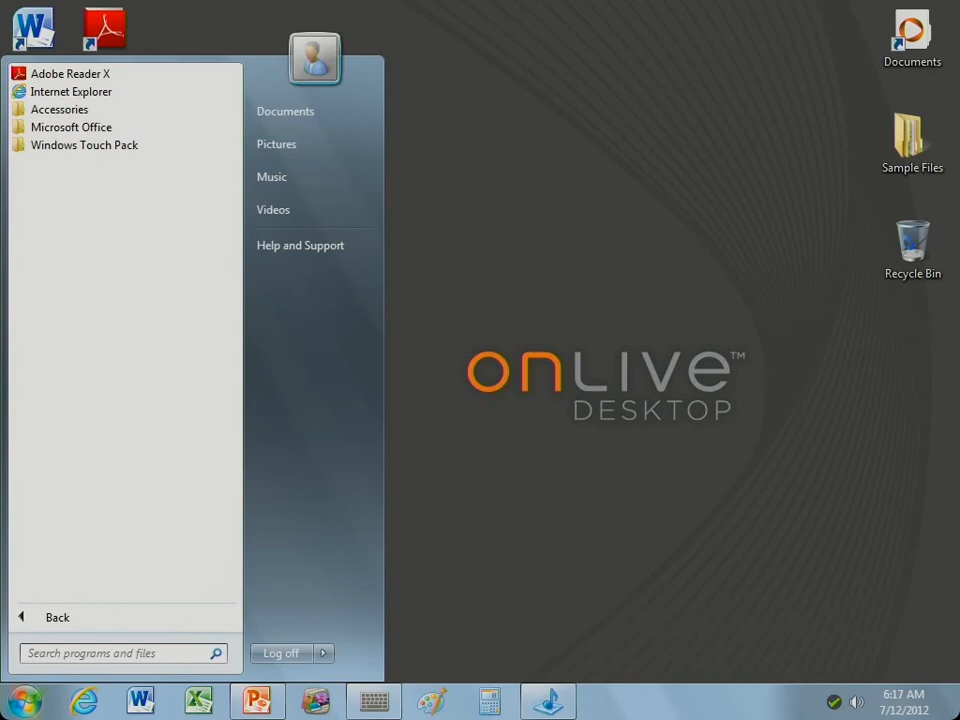 Adobe Reader X
Internet Explorer
Accessories
Microsoft Office
Windows Touch Pack
Back
Search programs and files
Documents
Pictures
Music
Videos
Help and Support
Log off
Documents
Sample Files
Recycle Bin
onLIVE™
DESKTOP
6:17 AM
7/12/2012